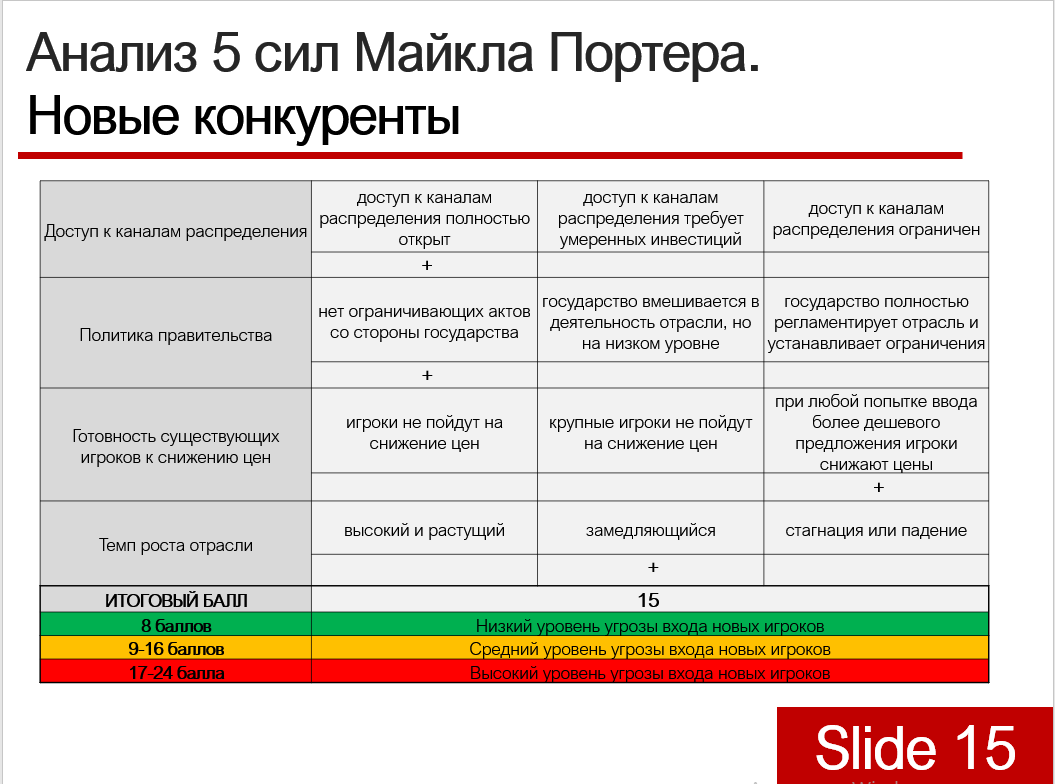 Анализ 5 сил Майкла Портера.
Новые конкуренты
Доступ к каналам распределения
доступ к каналам
распределения полностью
открыт
доступ к каналам
распределения требует
умеренных инвестиций
доступ к каналам
распределения ограничен
+
Политика правительства
нет ограничивающих актов
со стороны государства
государство вмешивается в
деятельность отрасли, но
на низком уровне
государство полностью
регламентирует отрасль и
устанавливает ограничения
+
Готовность существующих
игроков к снижению цен
игроки не пойдут на
снижение цен
крупные игроки не пойдут
на снижение цен
при любой попытке ввода
более дешевого
предложения игроки
снижают цены
+
Темп роста отрасли
высокий и растущий
замедляющийся
стагнация или падение
+
ИТОГОВЫЙ БАЛЛ
15
8 баллов
Низкий уровень угрозы входа новых игроков
9-16 баллов
Средний уровень угрозы входа новых игроков
17-24 балла
Высокий уровень угрозы входа новых игроков
Slide 15